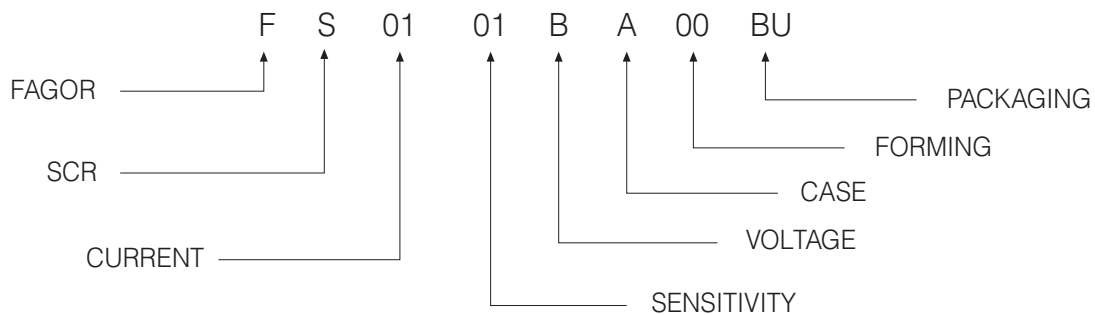 F S 01 01 B A 00 BU
FAGOR
PACKAGING
FORMING
SCR
CASE
VOLTAGE
CURRENT
SENSITIVITY